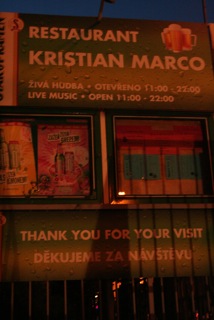 RESTAURANT
KRISTIAN MARCO
ŽIVÁ HUDBA • OTEVŘENO 11:00 - 22:00
LIVE MUSIC • OPEN 11:00 - 22:00
THANK YOU FOR YOUR VISIT
DĚKUJEME ZA NÁVŠTĚVU